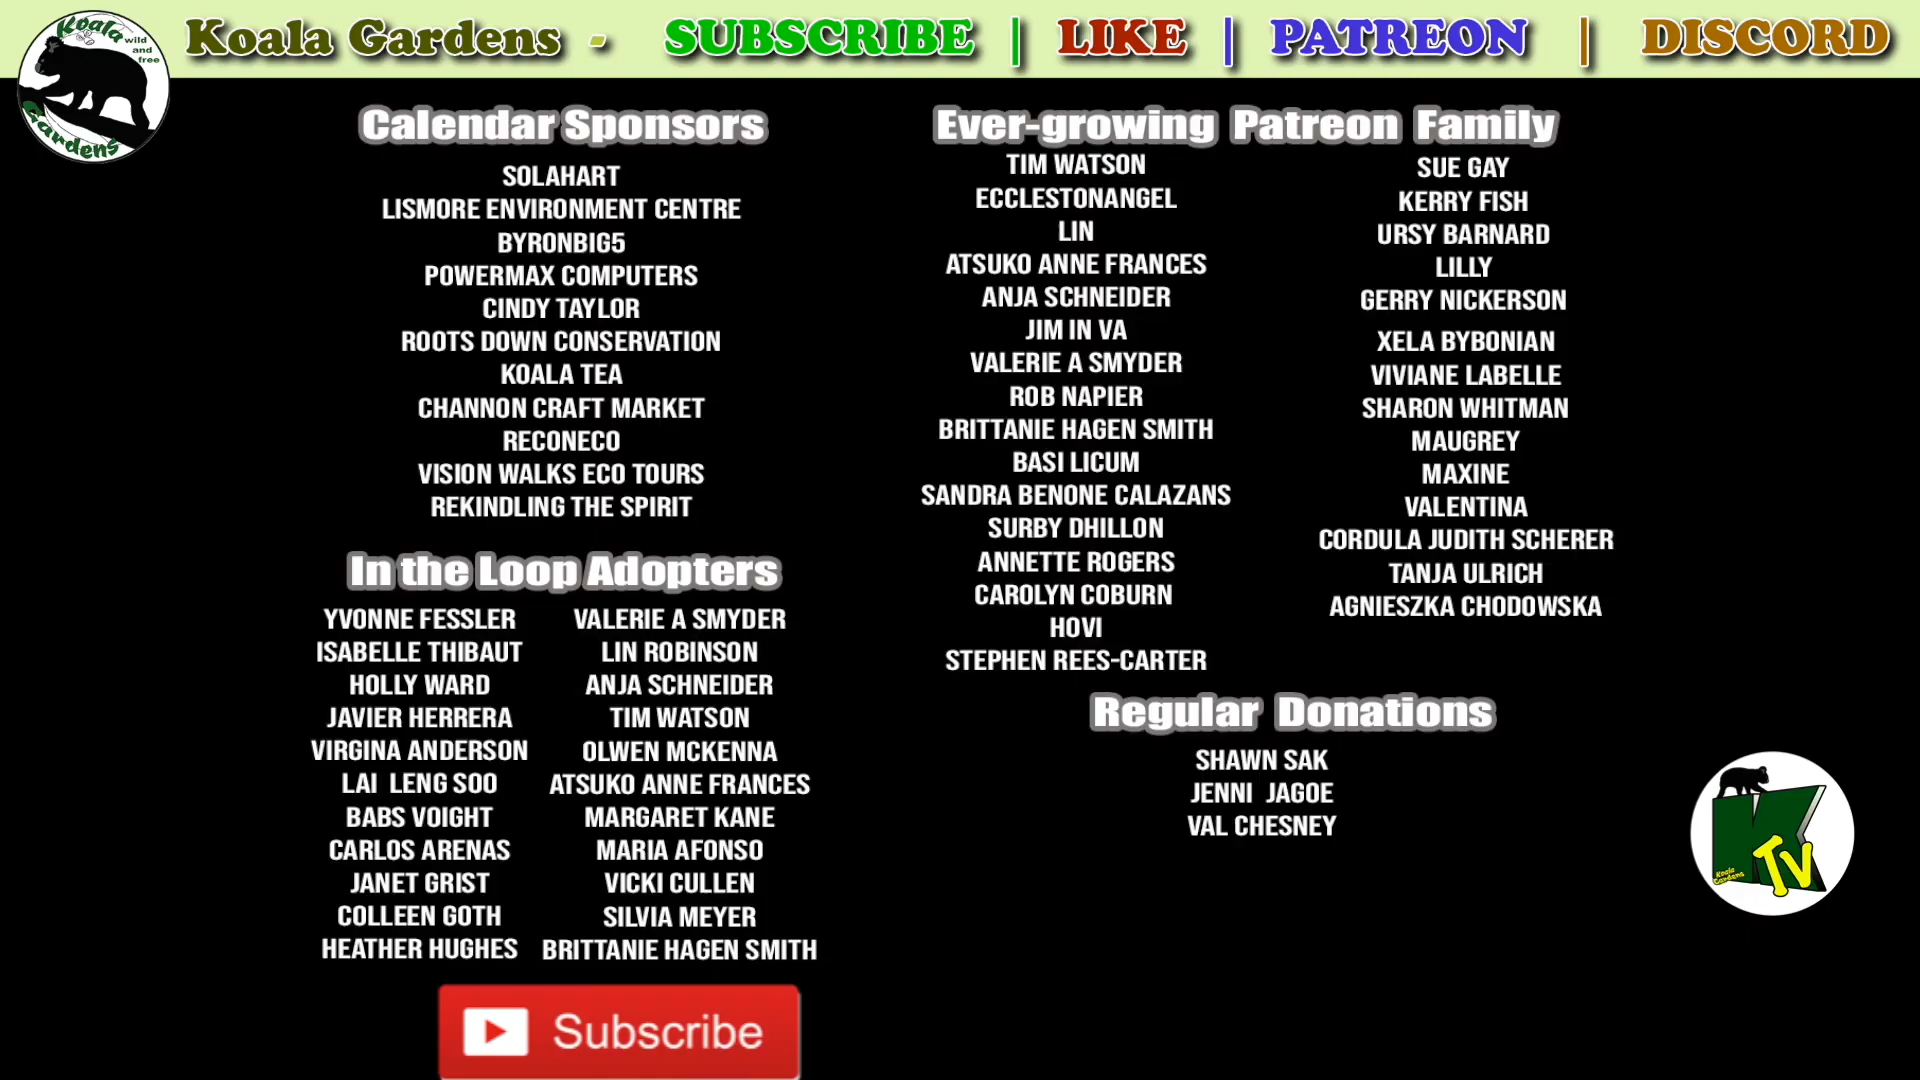 Koala wild and free Gardens
Koala Gardens - SUBSCRIBE | LIKE | PATREON | DISCORD
Calendar Sponsors
SOLAHART
LISMORE ENVIRONMENT CENTRE
BYRONBIG5
POWERMAX COMPUTERS
CINDY TAYLOR
ROOTS DOWN CONSERVATION
KOALA TEA
CHANNON CRAFT MARKET
RECONECO
VISION WALKS ECO TOURS
REKINDLING THE SPIRIT
In the Loop Adopters
YVONNE FESSLER
ISABELLE THIBAUT
HOLLY WARD
JAVIER HERRERA
VIRGINA ANDERSON
LAI LENG SOO
BABS VOIGHT
CARLOS ARENAS
JANET GRIST
COLLEEN GOTH
HEATHER HUGHES
VALERIE A SMYDER
LIN ROBINSON
ANJA SCHNEIDER
TIM WATSON
OLWEN MCKENNA
ATSUKO ANNE FRANCES
MARGARET KANE
MARIA AFONSO
VICKI CULLEN
SILVIA MEYER
BRITTANIE HAGEN SMITH
Subscribe
Ever-growing Patreon Family
TIM WATSON
ECCLESTONANGEL
LIN
ATSUKO ANNE FRANCES
ANJA SCHNEIDER
JIM IN VA
VALERIE A SMYDER
ROB NAPIER
BRITTANIE HAGEN SMITH
BASI LICUM
SANDRA BENONE CALAZANS
SURBY DHILLON
ANNETTE ROGERS
CAROLYN COBURN
HOVI
STEPHEN REES-CARTER
SUE GAY
KERRY FISH
URSY BARNARD
LILLY
GERRY NICKERSON
XELA BYBONIAN
VIVIANE LABELLE
SHARON WHITMAN
MAUGREY
MAXINE
VALENTINA
CORDULA JUDITH SCHERER
TANJA ULRICH
AGNIESZKA CHODOWSKA
Regular Donations
SHAWN SAK
JENNI JAGOE
VAL CHESNEY
K TV
Koala Gardens